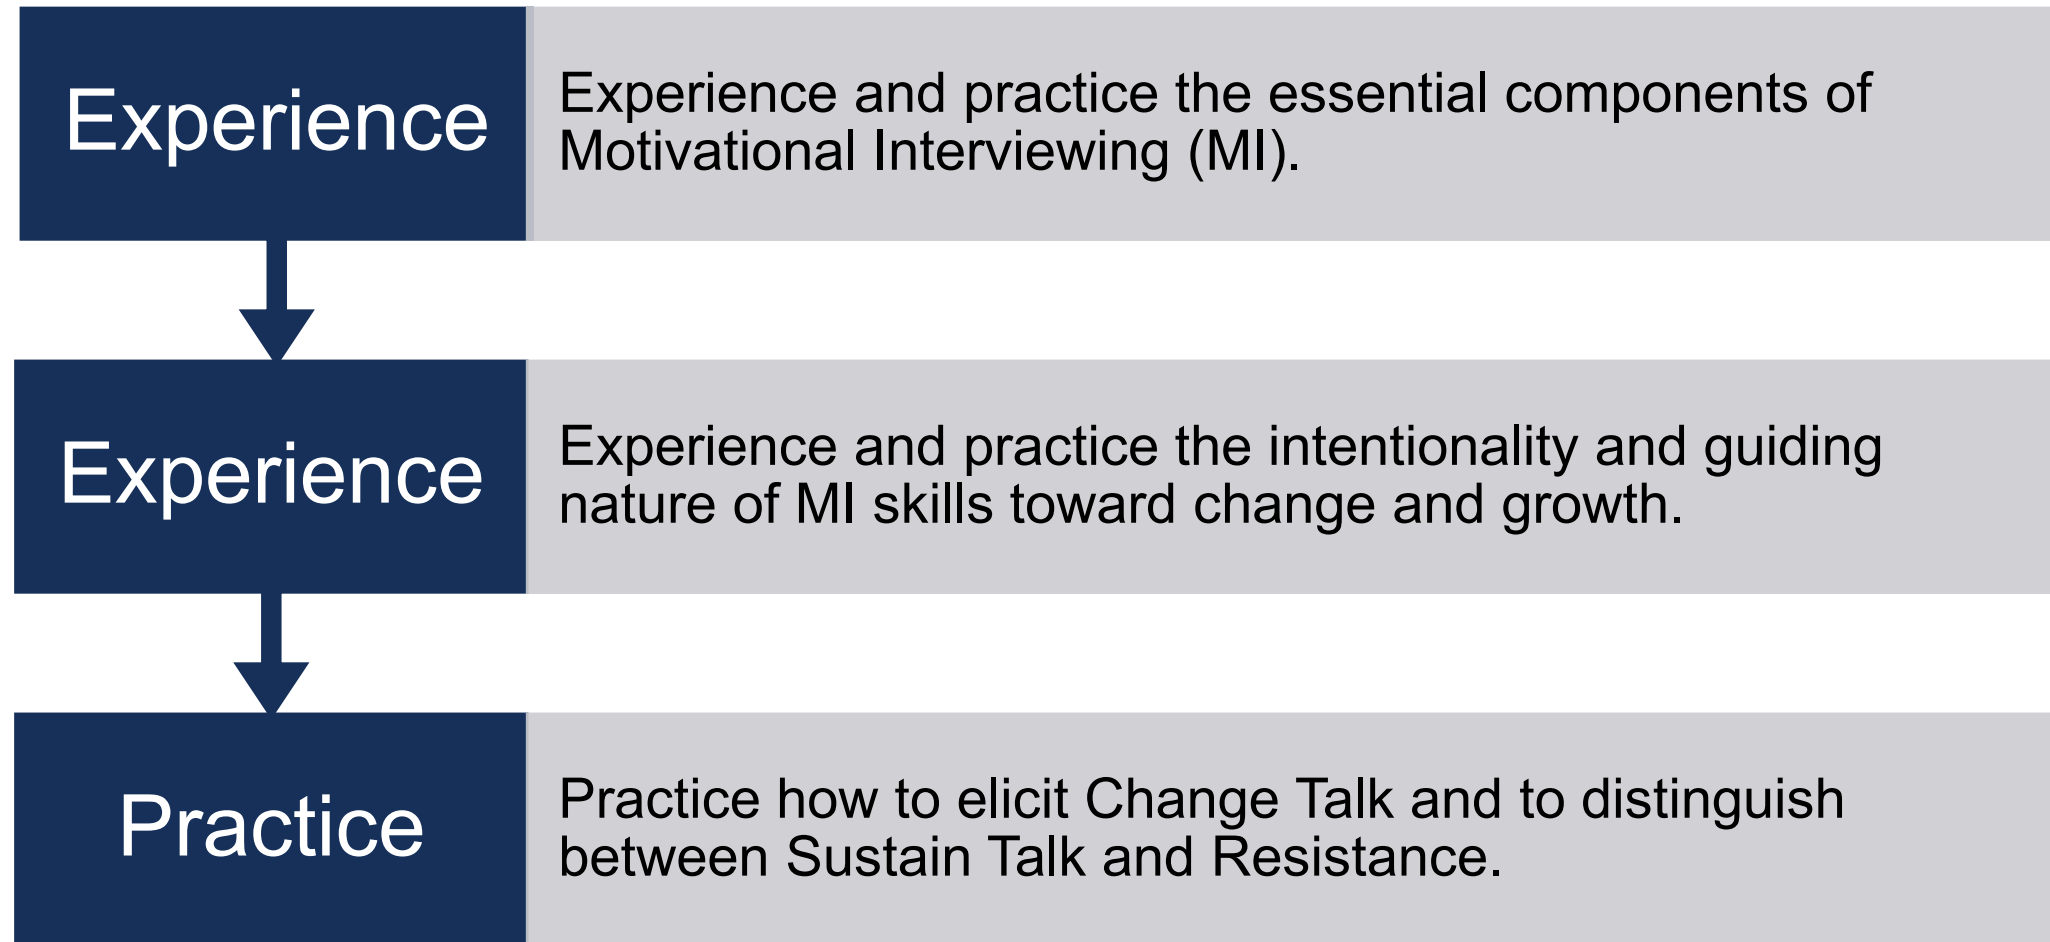 Experience
Experience and practice the essential components of
Motivational Interviewing (MI).
Experience
Experience and practice the intentionality and guiding
nature of MI skills toward change and growth.
Practice
Practice how to elicit Change Talk and to distinguish
between Sustain Talk and Resistance.